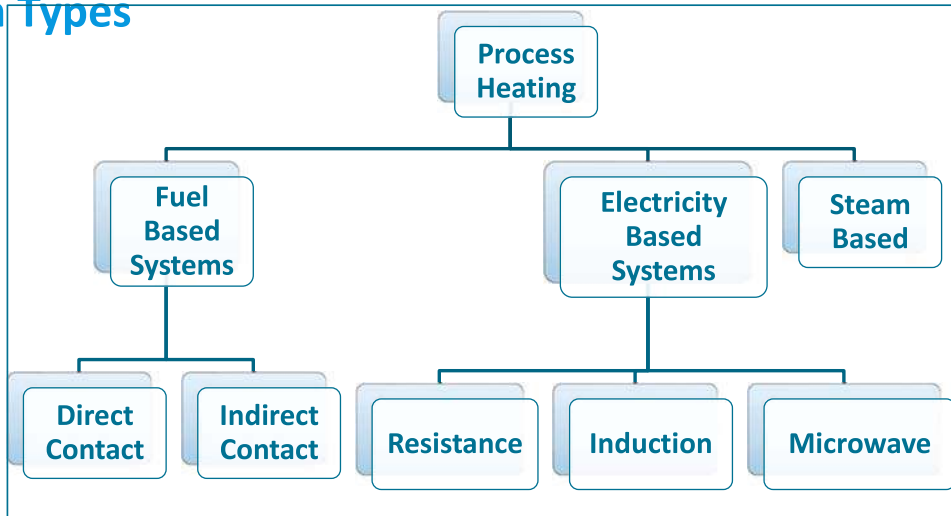 n Types
Process
Heating
Fuel
Based
Systems
Electricity
Based
Systems
Steam
Based
Direct
Contact
Indirect
Contact
Resistance
Induction
Microwave